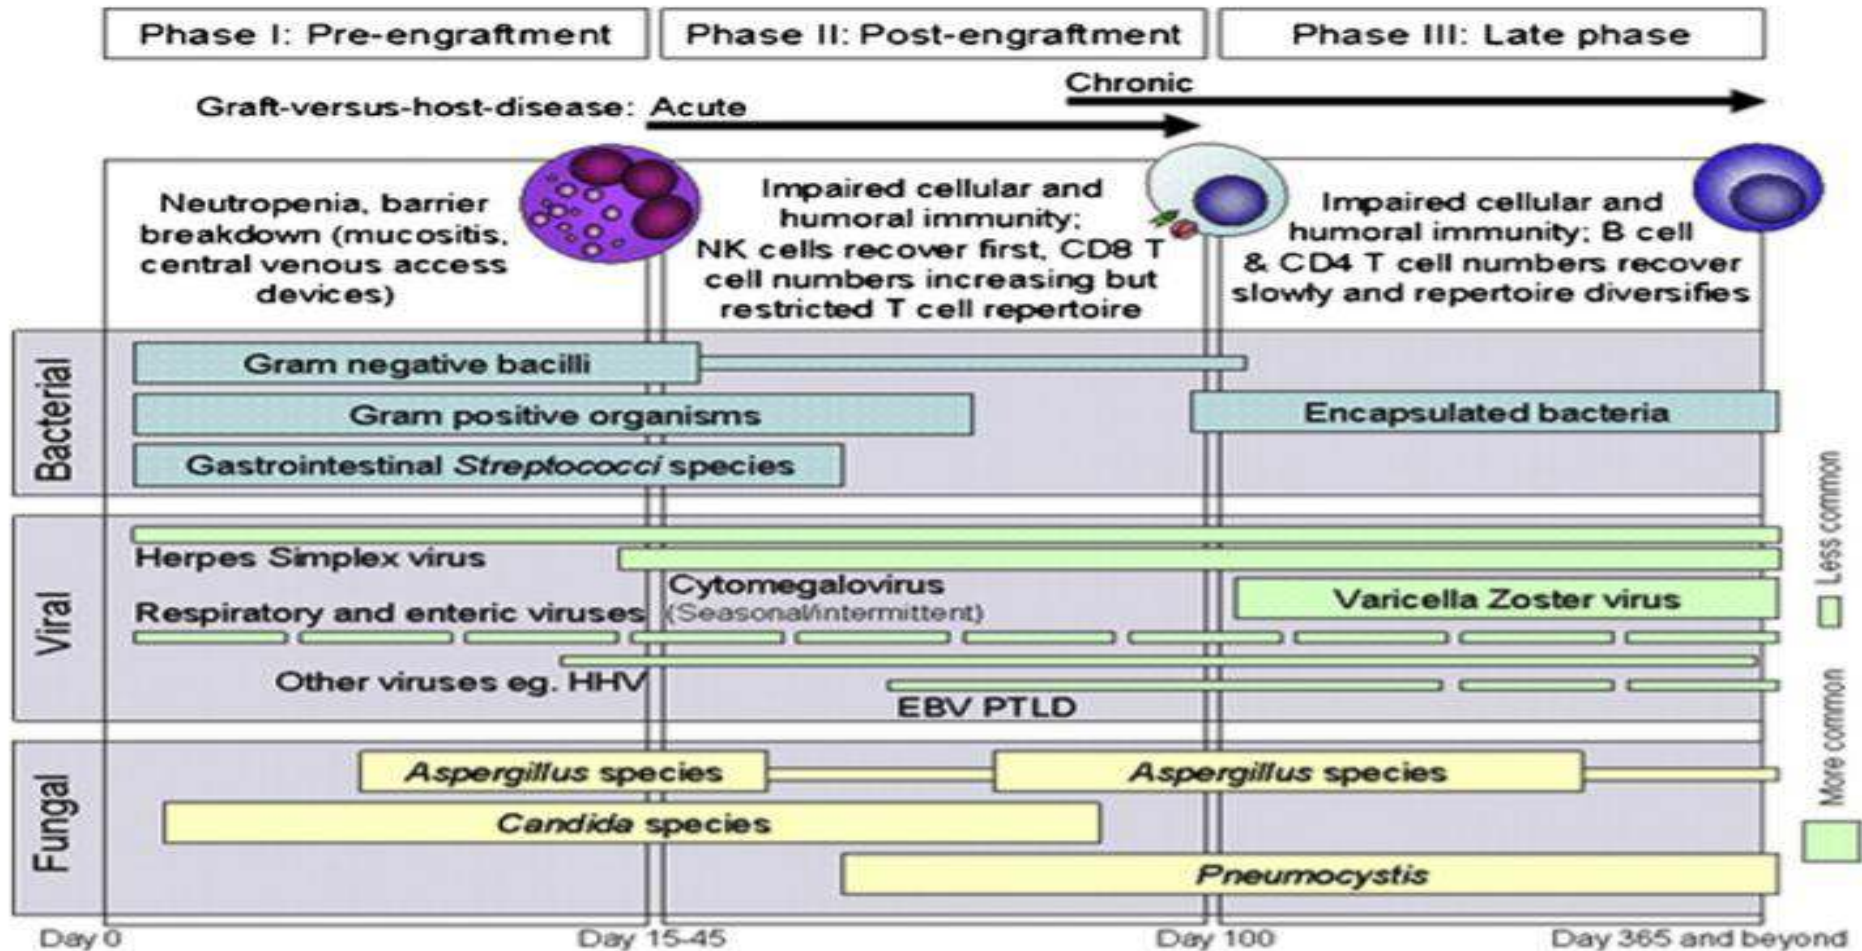 Phase I: Pre-engraftment
Phase II: Post-engraftment
Phase III: Late phase
Chronic
Graft-versus-host-disease: Acute
Neutropenia, barrier
breakdown (mucositis,
central venous access
devices)
Impaired cellular and
humoral immunity;
NK cells recover first, CD8 T
cell numbers increasing but
restricted T cell repertoire
Impaired cellular and
humoral immunity; B cell
& CD4 T cell numbers recover
slowly and repertoire diversifies
Bacterial
Gram negative bacilli
Gram positive organisms
Encapsulated bacteria
Gastrointestinal Streptococci species
Viral
Herpes Simplex virus
Cytomegalovirus
Varicella Zoster virus
Respiratory and enteric viruses (Seasonal/intermittent)
Other viruses eg. HHV
EBV PTLD
Fungal
Aspergillus species
Aspergillus species
Candida species
Pneumocystis
Less common
More common
Day 0
Day 15-45
Day 100
Day 365 and beyond